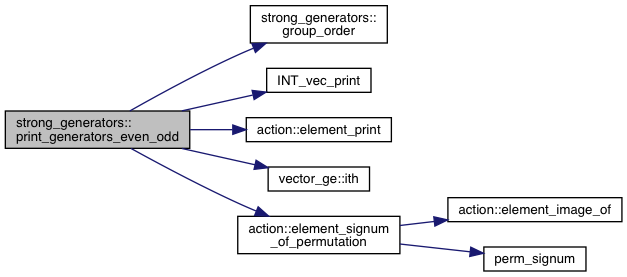 strong_generators::
group_order
INT_vec_print
strong_generators::
print_generators_even_odd
action::element_print
vector_ge::ith
action::element_signum
_of_permutation
action::element_image_of
perm_signum